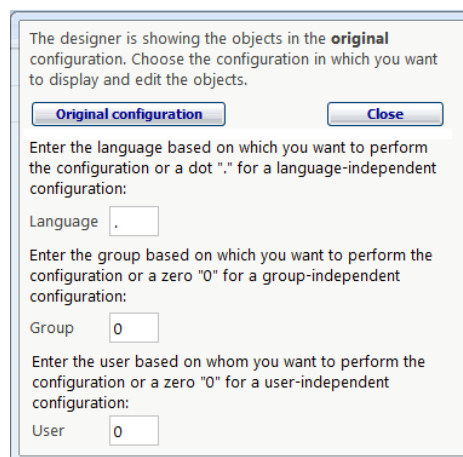 The designer is showing the objects in the original
configuration. Choose the configuration in which you want
to display and edit the objects.
Original configuration Close
Enter the language based on which you want to perform
the configuration or a dot "." for a language-independent
configuration:
Language .
Enter the group based on which you want to perform the
configuration or a zero "0" for a group-independent
configuration:
Group 0
Enter the user based on whom you want to perform the
configuration or a zero "0" for a user-independent
configuration:
User 0